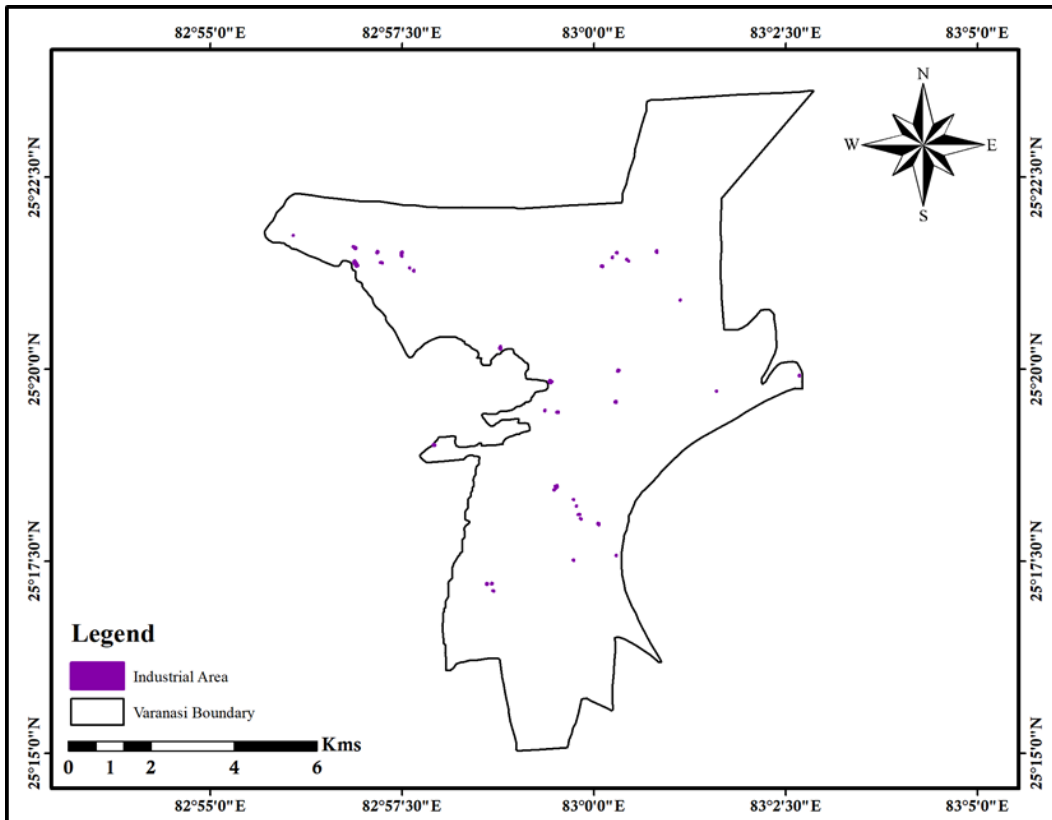 82°55'0"E 82°57'30"E 83°0'0"E 83°2'30"E 83°5'0"E
N
W E
S
25°22'30"N 25°22'30"N
25°20'0"N 25°20'0"N
25°17'30"N 25°17'30"N
25°15'0"N 25°15'0"N
Legend
Industrial Area
Varanasi Boundary
Kms
0 1 2 4 6
82°55'0"E 82°57'30"E 83°0'0"E 83°2'30"E 83°5'0"E